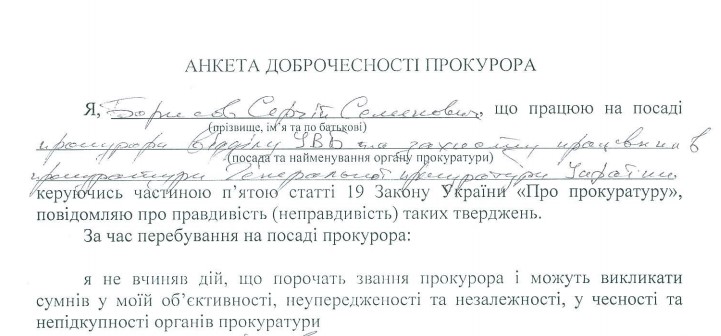 АНКЕТА ДОБРОЧЕСНОСТІ ПРОКУРОРА
Я, Борисов Сергій Семенович, що працюю на посаді
(прізвище, ім'я та по батькові)
прокурора відділу УВБ та захисту працівників
(посада та найменування органу прокуратури)
прокуратури Генеральної прокуратури України
керуючись частиною п'ятою статті 19 Закону України «Про прокуратуру»,
повідомляю про правдивість (неправдивість) таких тверджень.
За час перебування на посаді прокурора:
я не вчиняв дій, що порочать звання прокурора і можуть викликати
сумнів у моїй об'єктивності, неупередженості та незалежності, у чесності та
непідкупності органів прокуратури